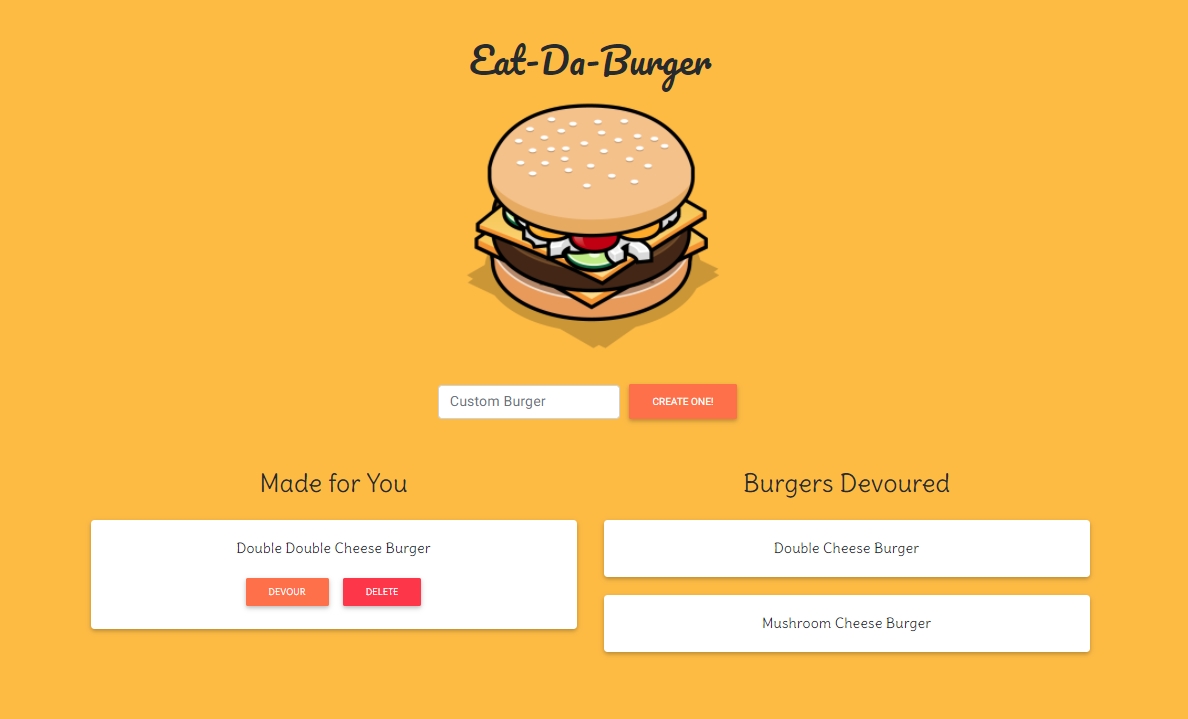 Eat-Da-Burger
Custom Burger
CREATE ONE!
Made for You
Double Double Cheese Burger
DEVOUR
DELETE
Burgers Devoured
Double Cheese Burger
Mushroom Cheese Burger